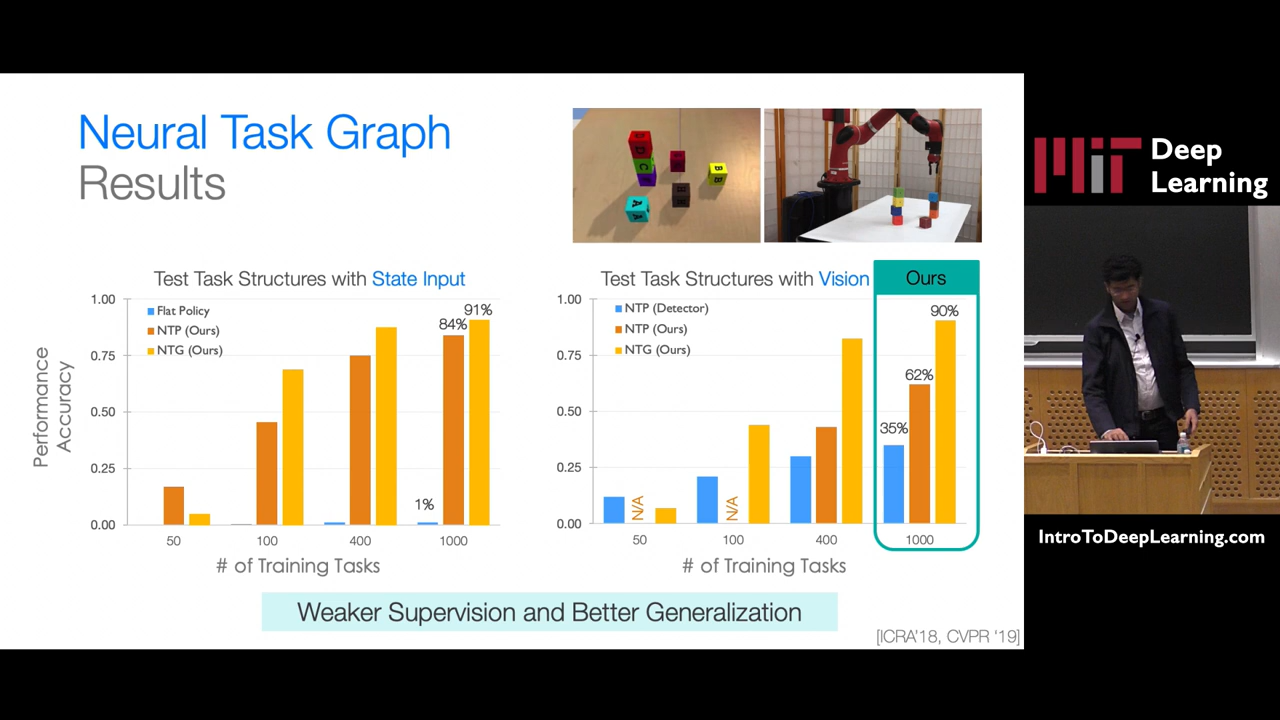 Neural Task Graph
Results
Test Task Structures with State Input
1.00
0.75
0.50
0.25
0.00
Performance
Accuracy
Flat Policy
NTP (Ours)
NTG (Ours)
1%
84%
91%
50
100
400
1000
# of Training Tasks
Test Task Structures with Vision
Ours
1.00
0.75
0.50
0.25
0.00
NTP (Detector)
NTP (Ours)
NTG (Ours)
N/A
N/A
35%
62%
90%
50
100
400
1000
# of Training Tasks
Weaker Supervision and Better Generalization
[ICRA'18, CVPR '19]
MIT
Deep
Learning
IntroToDeepLearning.com